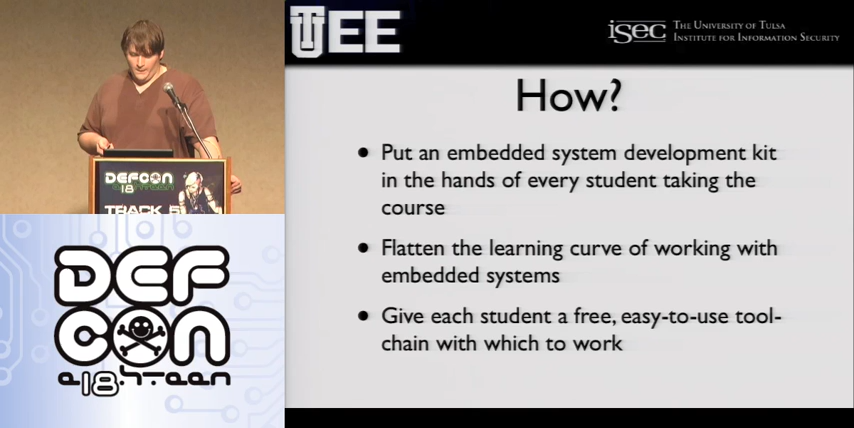 DEFCON
18
TRACK 5
DEF
CON
e18hteen
UTEE
isec
THE UNIVERSITY OF TULSA
INSTITUTE FOR INFORMATION SECURITY
How?
• Put an embedded system development kit
in the hands of every student taking the
course
• Flatten the learning curve of working with
embedded systems
• Give each student a free, easy-to-use tool-
chain with which to work